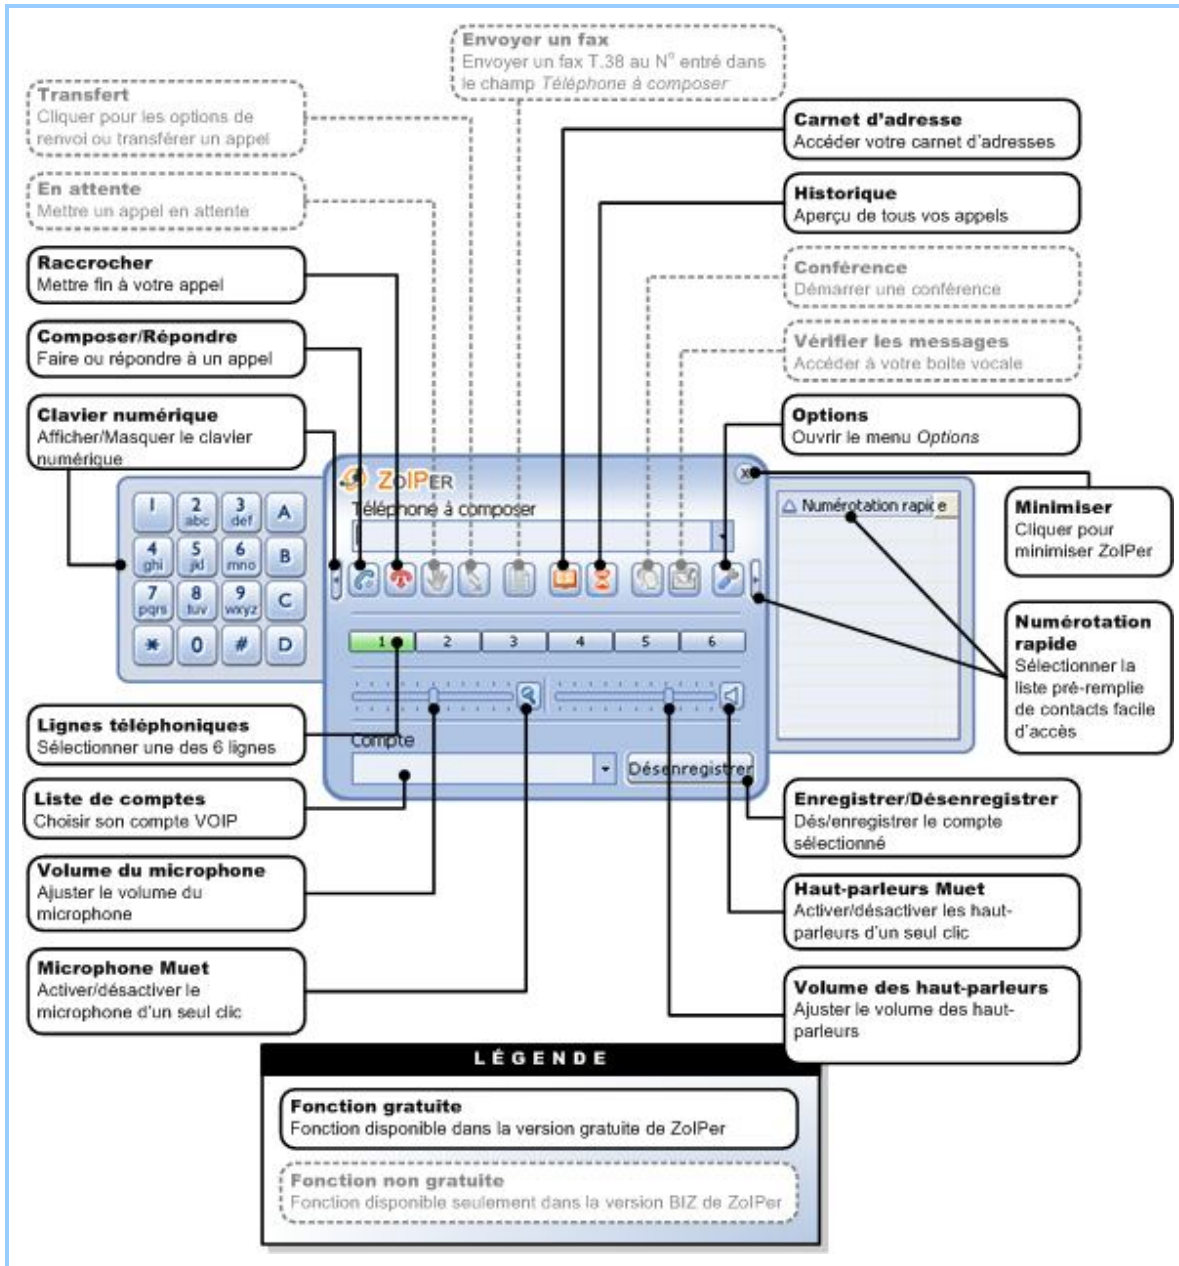 Envoyer un fax
Envoyer un fax T.38 au N° entré dans
le champ Téléphone à composer
Transfert
Cliquer pour les options de
renvoi ou transférer un appel
En attente
Mettre un appel en attente
Raccrocher
Mettre fin à votre appel
Composer/Répondre
Faire ou répondre à un appel
Clavier numérique
Afficher/Masquer le clavier
numérique
Carnet d'adresse
Accéder votre carnet d'adresses
Historique
Aperçu de tous vos appels
Conférence
Démarrer une conférence
Vérifier les messages
Accéder à votre boite vocale
Options
Ouvrir le menu Options
Minimiser
Cliquer pour
minimiser ZoIPer
Numérotation
rapide
Sélectionner la
liste pré-remplie
de contacts facile
d'accès
1 2 abc 3 def A
4 ghi 5 jkl 6 mno B
7 pqrs 8 tuv 9 wxyz C
* 0 # D
ZoIPer
Téléphone à composer
1 2 3 4 5 6
Compte
Désenregistrer
Numérotation rapide
Lignes téléphoniques
Sélectionner une des 6 lignes
Liste de comptes
Choisir son compte VOIP
Volume du microphone
Ajuster le volume du
microphone
Microphone Muet
Activer/désactiver le
microphone d'un seul clic
Enregistrer/Désenregistrer
Dés/enregistrer le compte
sélectionné
Haut-parleurs Muet
Activer/désactiver les haut-
parleurs d'un seul clic
Volume des haut-parleurs
Ajuster le volume des haut-
parleurs
LÉGENDE
Fonction gratuite
Fonction disponible dans la version gratuite de ZoIPer
Fonction non gratuite
Fonction disponible seulement dans la version BIZ de ZoIPer